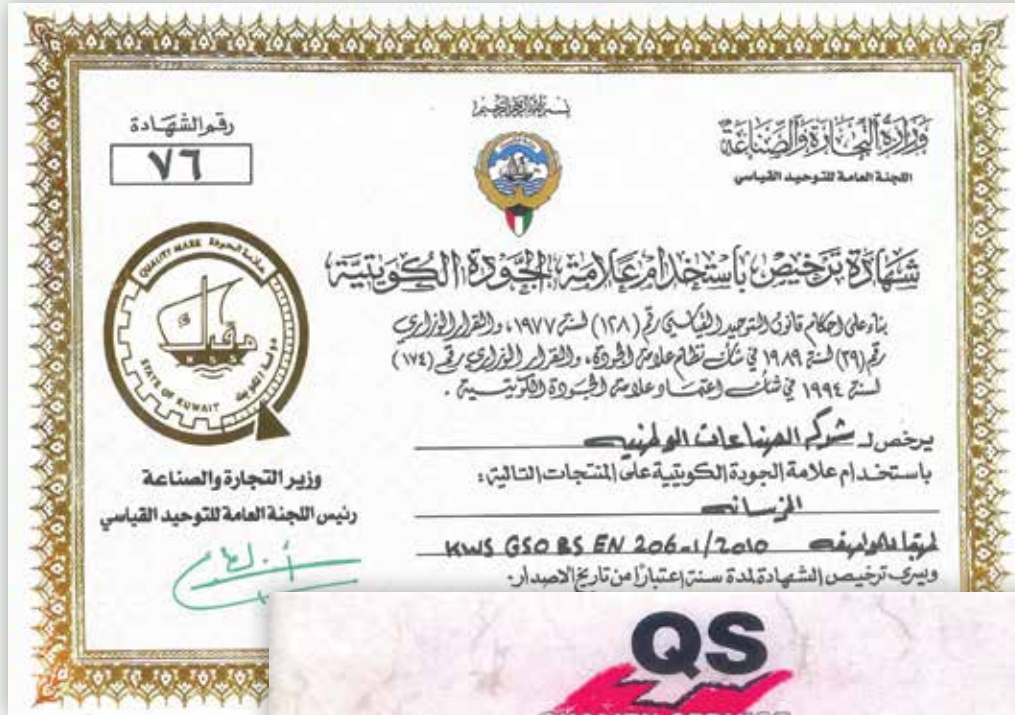 بسم الله الرحمن الرحيم
وزارة التجارة والصناعة
اللجنة العامة للتوحيد القياسي
رقم الشهادة
٧٦
شهادة ترخيص باستخدام علامة الجودة الكويتية
بناء على احكام قانون التوحيد القياسي رقم (١٢٨) لسنة ١٩٧٧، والقرار الوزاري
رقم (٢٩) لسنة ١٩٨٩ في شأن نظام علامة الجودة، والقرار الوزاري رقم (١٧٤)
لسنة ١٩٩٤ في شأن اعتماد علامة الجودة الكويتية .
يرخص لـ شركة الصناعات الوطنية
باستخدام علامة الجودة الكويتية على المنتجات التالية :
الخرسانة
KWS GSO BS EN 206-1/2010
ويسري ترخيص الشهادة لمدة سنة إعتبارًا من تاريخ الاصدار.
QUALITY MARK علامة الجودة
KSS
STATE OF KUWAIT دولة الكويت
وزير التجارة والصناعة
رئيس اللجنة العامة للتوحيد القياسي
QS